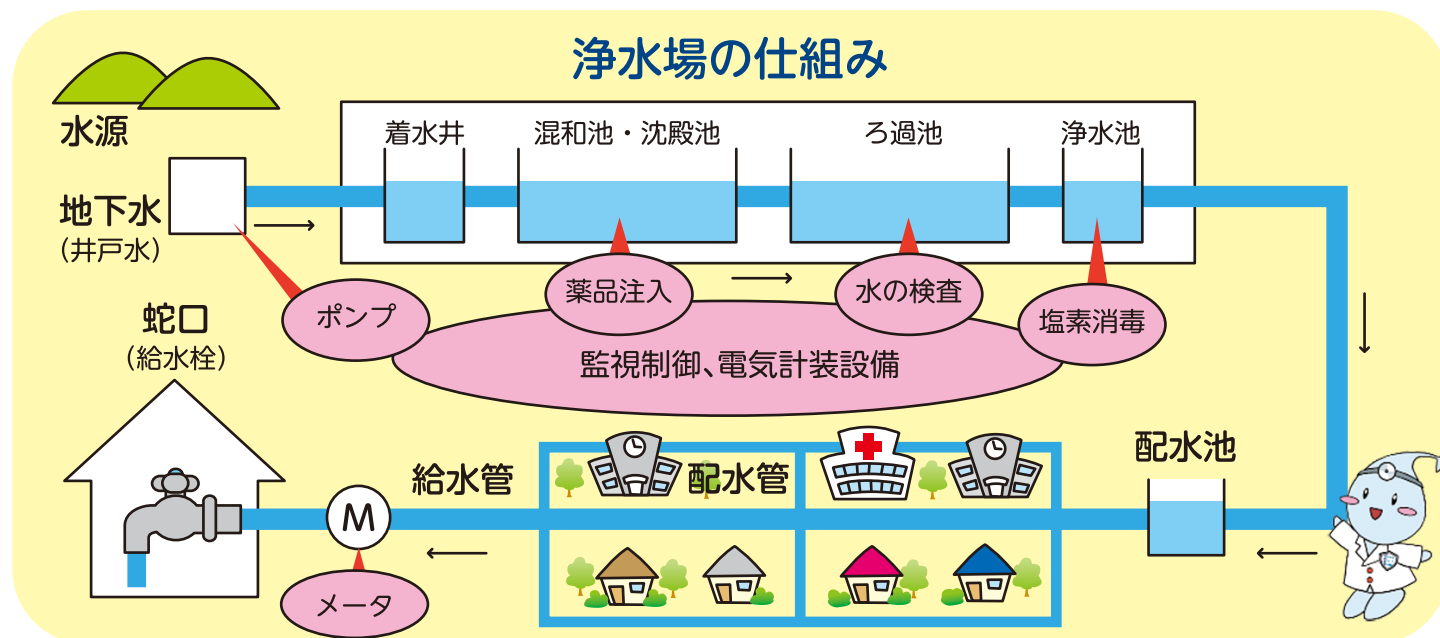 浄水場の仕組み
水源
着水井
混和池・沈殿池
ろ過池
浄水池
地下水
(井戸水)
ポンプ
薬品注入
水の検査
塩素消毒
監視制御、電気計装設備
蛇口
(給水栓)
給水管
配水管
配水池
M
メータ